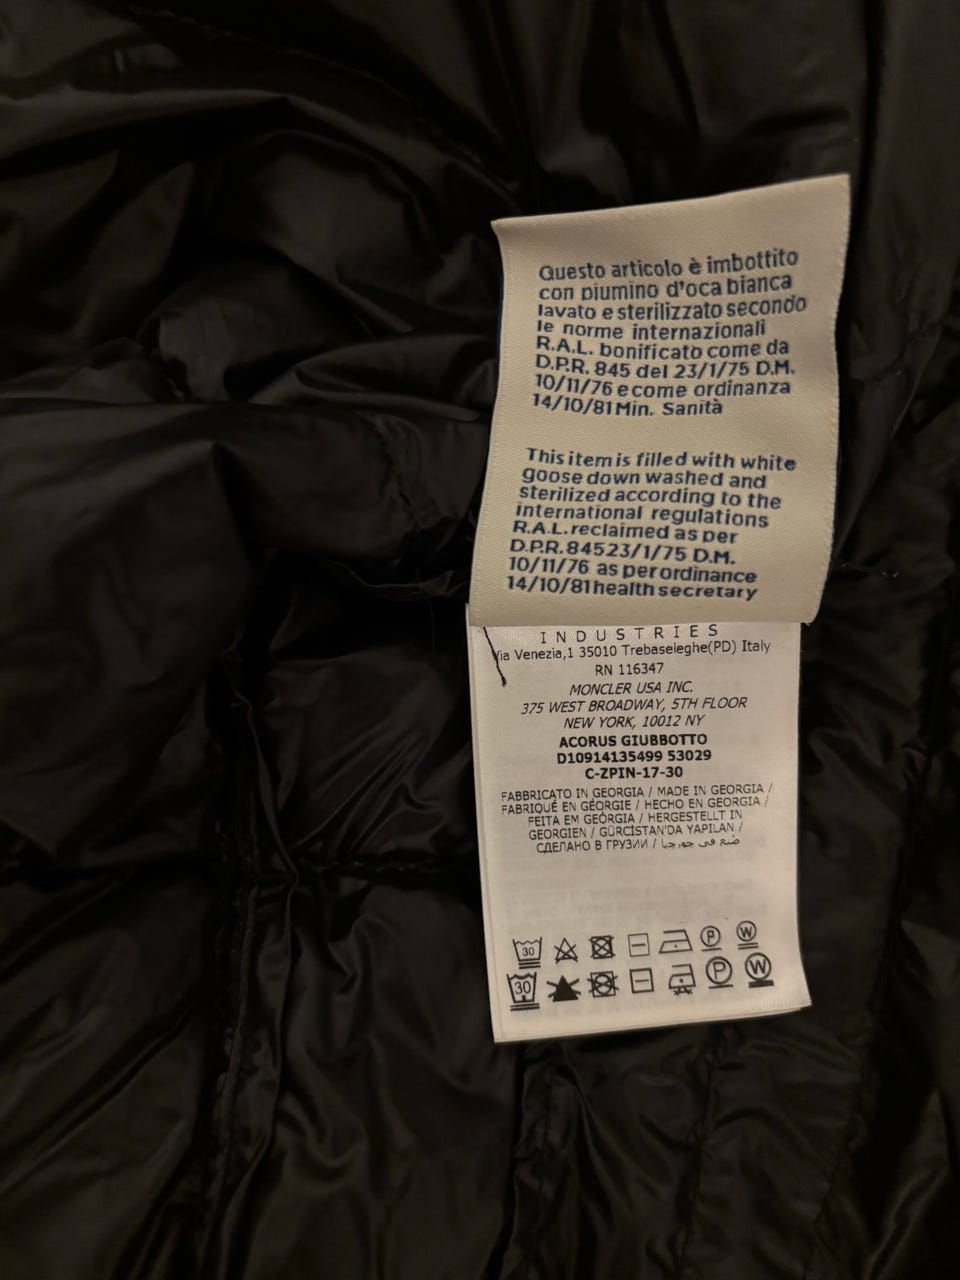 Questo articolo è imbottito
con piumino d'oca bianca
lavato e sterilizzato secondo
le norme internazionali
R.A.L. bonificato come da
D.P.R. 845 del 23/1/75 D.M.
10/11/76 e come ordinanza
14/10/81 Min. Sanità
This item is filled with white
goose down washed and
sterilized according to the
international regulations
R.A.L. reclaimed as per
D.P.R. 84523/1/75 D.M.
10/11/76 as per ordinance
14/10/81 health secretary
INDUSTRIES
Via Venezia,1 35010 Trebaseleghe(PD) Italy
RN 116347
MONCLER USA INC.
375 WEST BROADWAY, 5TH FLOOR
NEW YORK, 10012 NY
ACORUS GIUBBOTTO
D10914135499 53029
C-ZPIN-17-30
FABBRICATO IN GEORGIA / MADE IN GEORGIA /
FABRIQUÉ EN GÉORGIE / HECHO EN GEORGIA /
FEITA EM GEÓRGIA / HERGESTELLT IN
GEORGIEN / GÜRCİSTAN'DA YAPILAN /
СДЕЛАНО В ГРУЗИИ / صنع في جورجيا
30 P W
30 P W